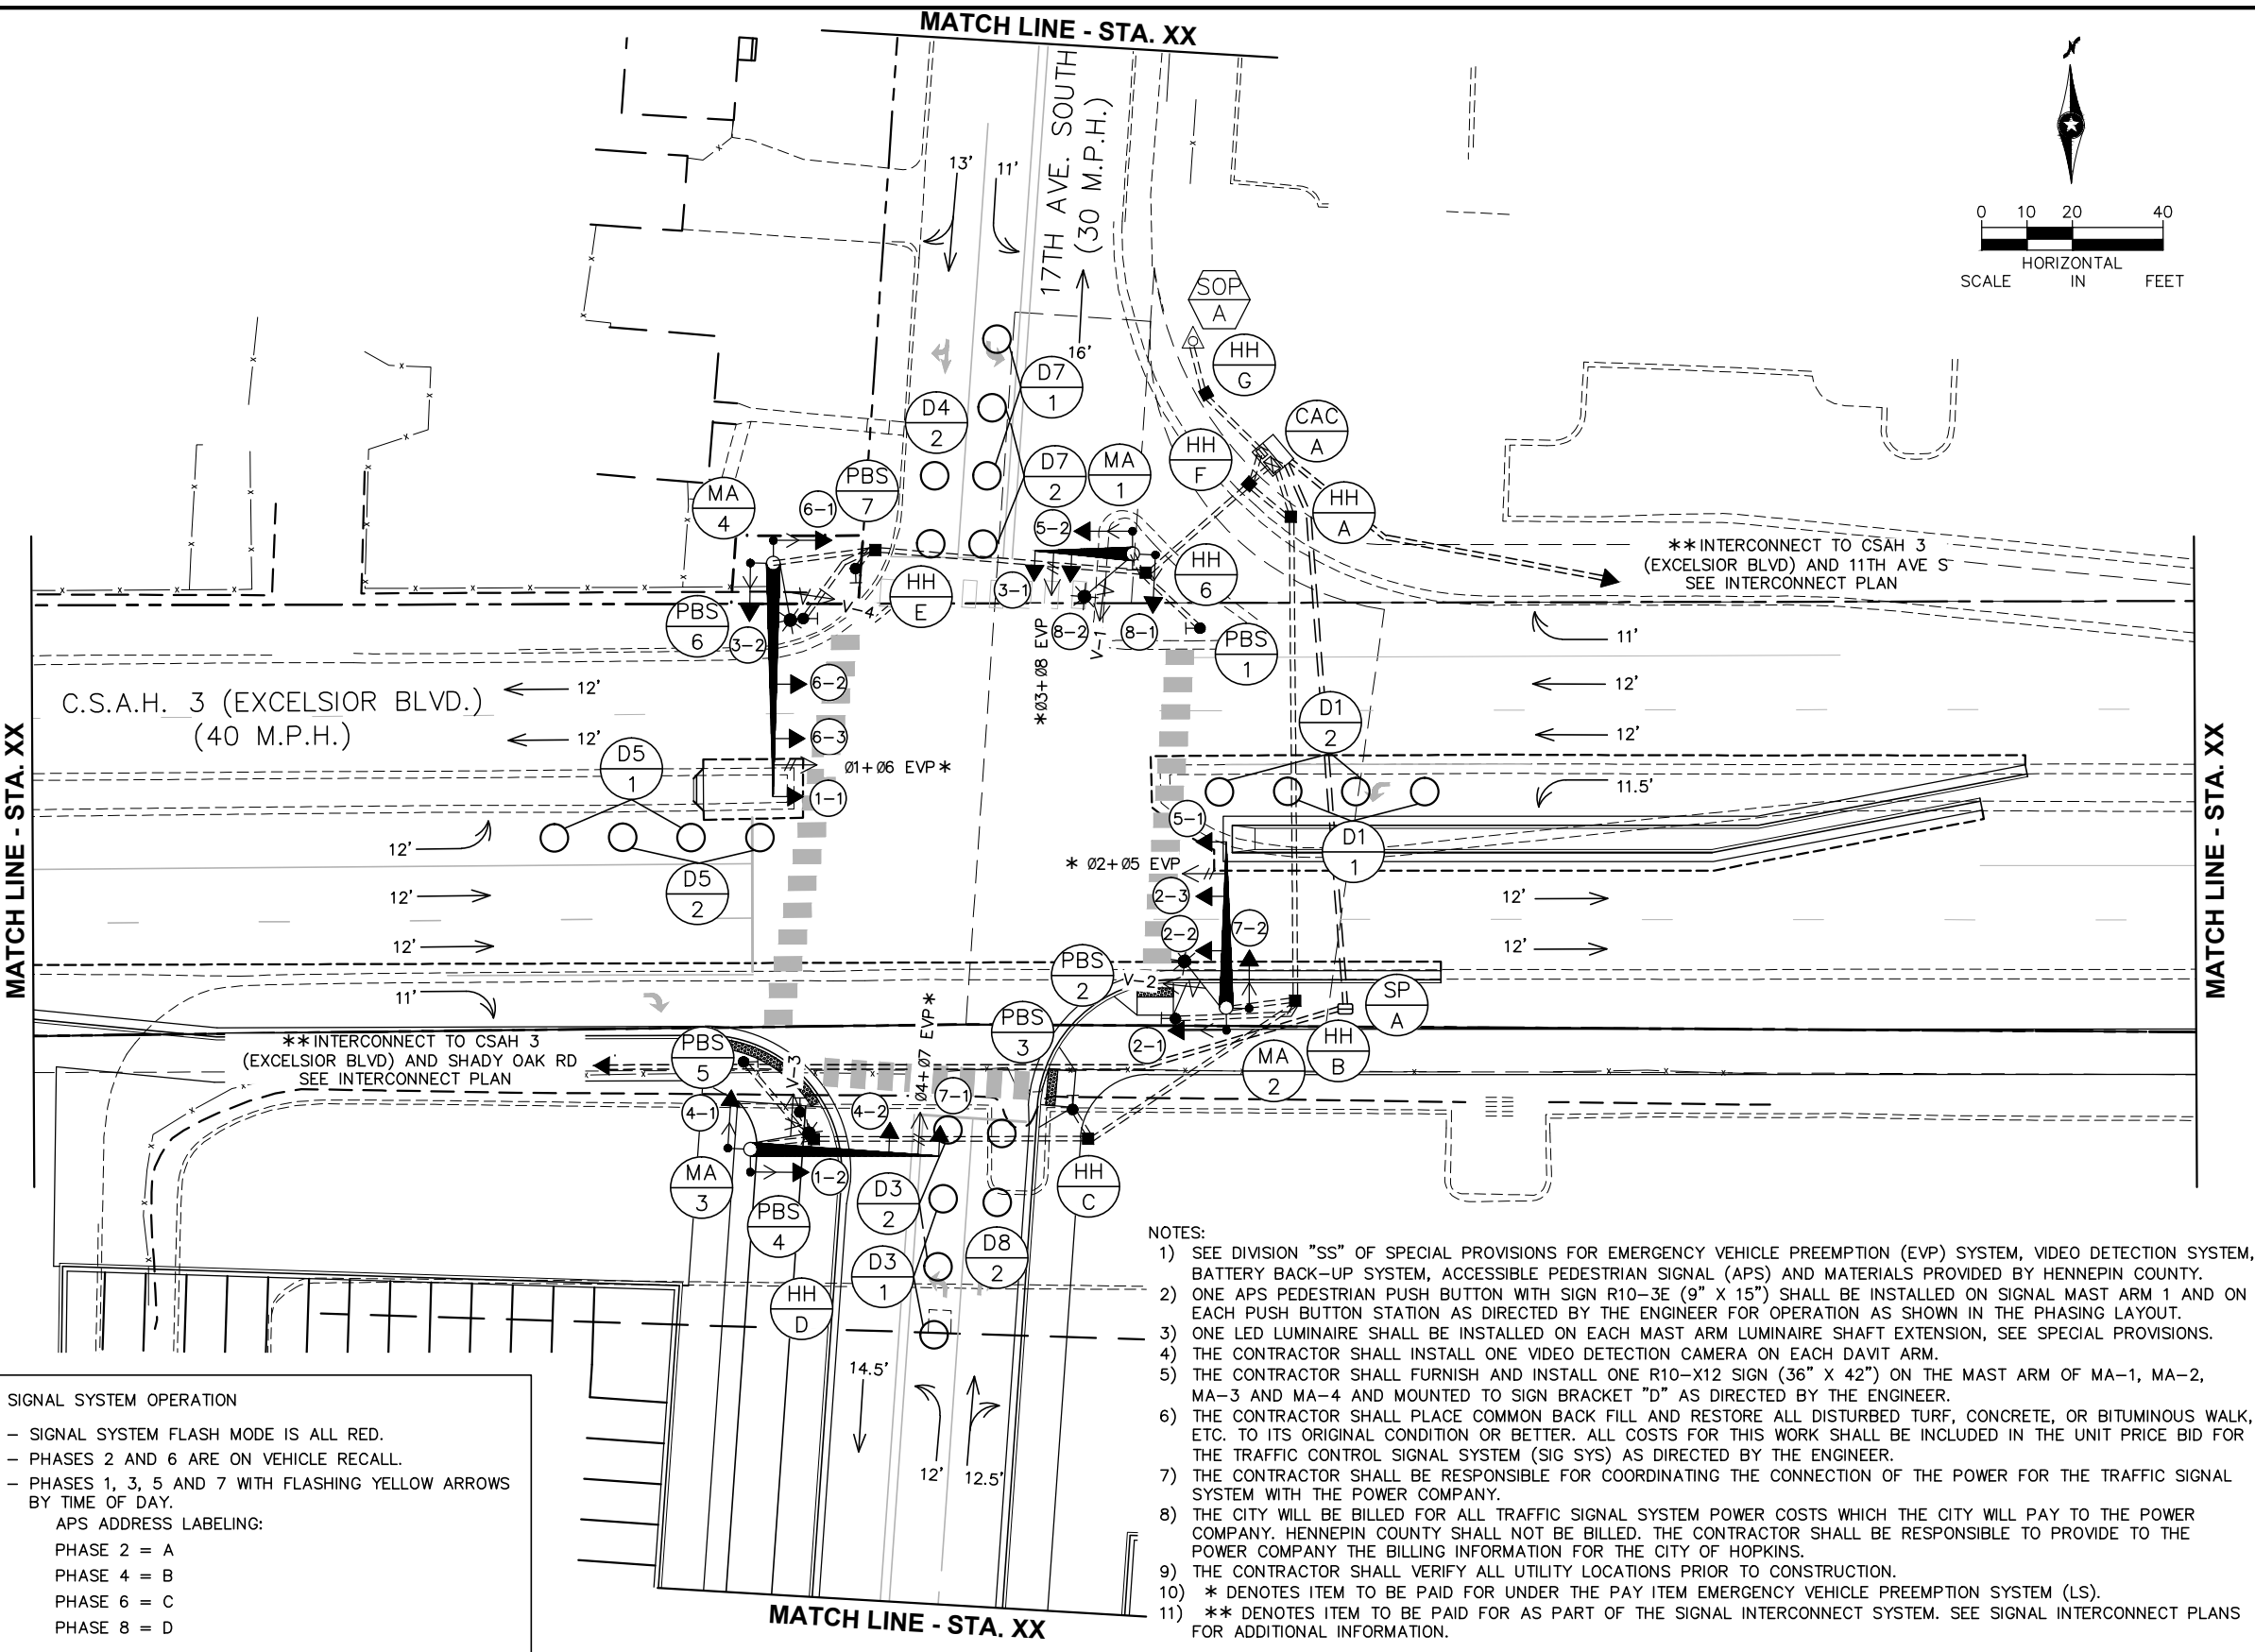 MATCH LINE - STA. XX
17TH AVE. SOUTH
(30 M.P.H.)
13'
11'
16'
N
0 10 20 40
HORIZONTAL
SCALE IN FEET
SOP
A
HH
G
D7
1
D4
2
CAC
A
HH
F
MA
1
D7
2
PBS
7
MA
4
6-1
5-2
HH
A
**INTERCONNECT TO CSAH 3
(EXCELSIOR BLVD) AND 11TH AVE S
SEE INTERCONNECT PLAN
HH
6
HH
E
3-1
V-4
PBS
6
3-2
8-2
V-1
8-1
PBS
1
*Ø3+Ø8 EVP
11'
C.S.A.H. 3 (EXCELSIOR BLVD.)
(40 M.P.H.)
12'
12'
6-2
6-3
12'
12'
D1
2
D5
1
Ø1+Ø6 EVP*
1-1
11.5'
5-1
D1
1
12'
* Ø2+Ø5 EVP
D5
2
2-3
12'
12'
2-2
7-2
12'
12'
MATCH LINE - STA. XX
MATCH LINE - STA. XX
PBS
2
V-2
SP
A
11'
Ø4+Ø7 EVP*
PBS
3
2-1
HH
B
MA
2
**INTERCONNECT TO CSAH 3
(EXCELSIOR BLVD) AND SHADY OAK RD
SEE INTERCONNECT PLAN
PBS
5
V-3
4-1
4-2
7-1
MA
3
1-2
D3
2
HH
C
PBS
4
D8
2
D3
1
HH
D
14.5'
12'
12.5'
MATCH LINE - STA. XX
SIGNAL SYSTEM OPERATION
– SIGNAL SYSTEM FLASH MODE IS ALL RED.
– PHASES 2 AND 6 ARE ON VEHICLE RECALL.
– PHASES 1, 3, 5 AND 7 WITH FLASHING YELLOW ARROWS
BY TIME OF DAY.
APS ADDRESS LABELING:
PHASE 2 = A
PHASE 4 = B
PHASE 6 = C
PHASE 8 = D
NOTES:
1) SEE DIVISION "SS" OF SPECIAL PROVISIONS FOR EMERGENCY VEHICLE PREEMPTION (EVP) SYSTEM, VIDEO DETECTION SYSTEM,
BATTERY BACK-UP SYSTEM, ACCESSIBLE PEDESTRIAN SIGNAL (APS) AND MATERIALS PROVIDED BY HENNEPIN COUNTY.
2) ONE APS PEDESTRIAN PUSH BUTTON WITH SIGN R10-3E (9" X 15") SHALL BE INSTALLED ON SIGNAL MAST ARM 1 AND ON
EACH PUSH BUTTON STATION AS DIRECTED BY THE ENGINEER FOR OPERATION AS SHOWN IN THE PHASING LAYOUT.
3) ONE LED LUMINAIRE SHALL BE INSTALLED ON EACH MAST ARM LUMINAIRE SHAFT EXTENSION, SEE SPECIAL PROVISIONS.
4) THE CONTRACTOR SHALL INSTALL ONE VIDEO DETECTION CAMERA ON EACH DAVIT ARM.
5) THE CONTRACTOR SHALL FURNISH AND INSTALL ONE R10-X12 SIGN (36" X 42") ON THE MAST ARM OF MA-1, MA-2,
MA-3 AND MA-4 AND MOUNTED TO SIGN BRACKET "D" AS DIRECTED BY THE ENGINEER.
6) THE CONTRACTOR SHALL PLACE COMMON BACK FILL AND RESTORE ALL DISTURBED TURF, CONCRETE, OR BITUMINOUS WALK,
ETC. TO ITS ORIGINAL CONDITION OR BETTER. ALL COSTS FOR THIS WORK SHALL BE INCLUDED IN THE UNIT PRICE BID FOR
THE TRAFFIC CONTROL SIGNAL SYSTEM (SIG SYS) AS DIRECTED BY THE ENGINEER.
7) THE CONTRACTOR SHALL BE RESPONSIBLE FOR COORDINATING THE CONNECTION OF THE POWER FOR THE TRAFFIC SIGNAL
SYSTEM WITH THE POWER COMPANY.
8) THE CITY WILL BE BILLED FOR ALL TRAFFIC SIGNAL SYSTEM POWER COSTS WHICH THE CITY WILL PAY TO THE POWER
COMPANY. HENNEPIN COUNTY SHALL NOT BE BILLED. THE CONTRACTOR SHALL BE RESPONSIBLE TO PROVIDE TO THE
POWER COMPANY THE BILLING INFORMATION FOR THE CITY OF HOPKINS.
9) THE CONTRACTOR SHALL VERIFY ALL UTILITY LOCATIONS PRIOR TO CONSTRUCTION.
10) * DENOTES ITEM TO BE PAID FOR UNDER THE PAY ITEM EMERGENCY VEHICLE PREEMPTION SYSTEM (LS).
11) ** DENOTES ITEM TO BE PAID FOR AS PART OF THE SIGNAL INTERCONNECT SYSTEM. SEE SIGNAL INTERCONNECT PLANS
FOR ADDITIONAL INFORMATION.